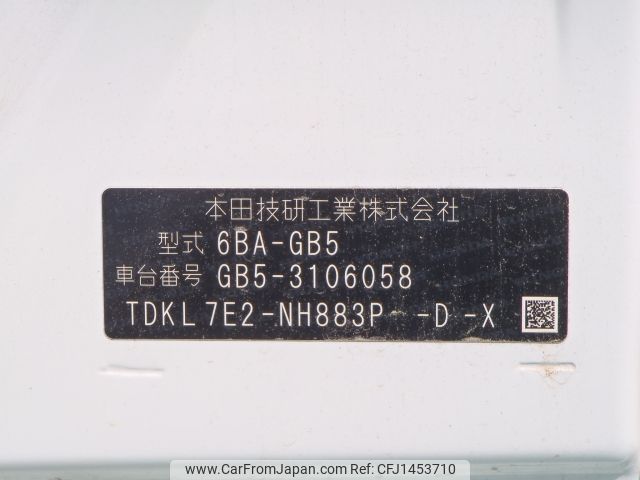 本田技研工業株式会社
型式 6BA-GB5
車台番号 GB5-3106058
TDKL7E2-NH883P -D -X
www.CarFromJapan.com | CFJ1453710